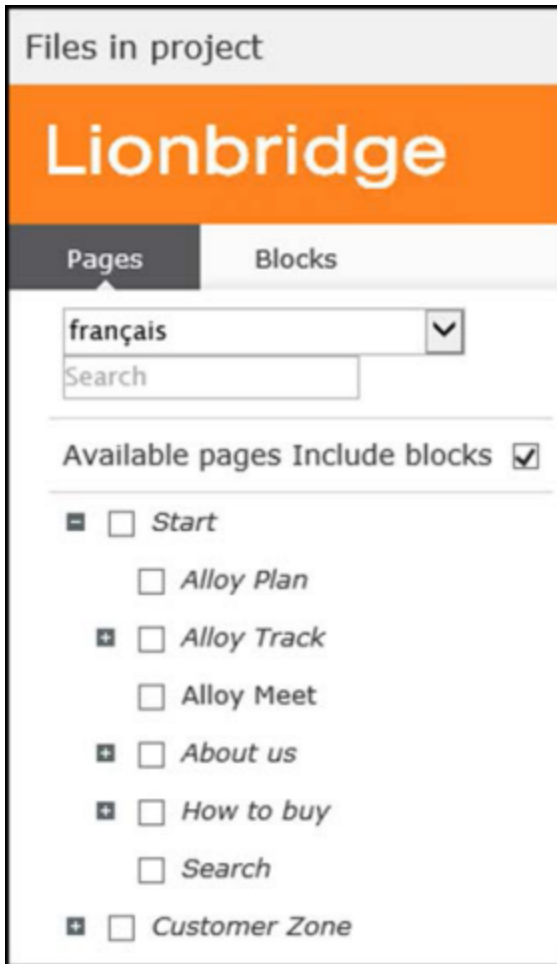 Files in project
Lionbridge
Pages Blocks
français
Search
Available pages Include blocks
Start
Alloy Plan
Alloy Track
Alloy Meet
About us
How to buy
Search
Customer Zone